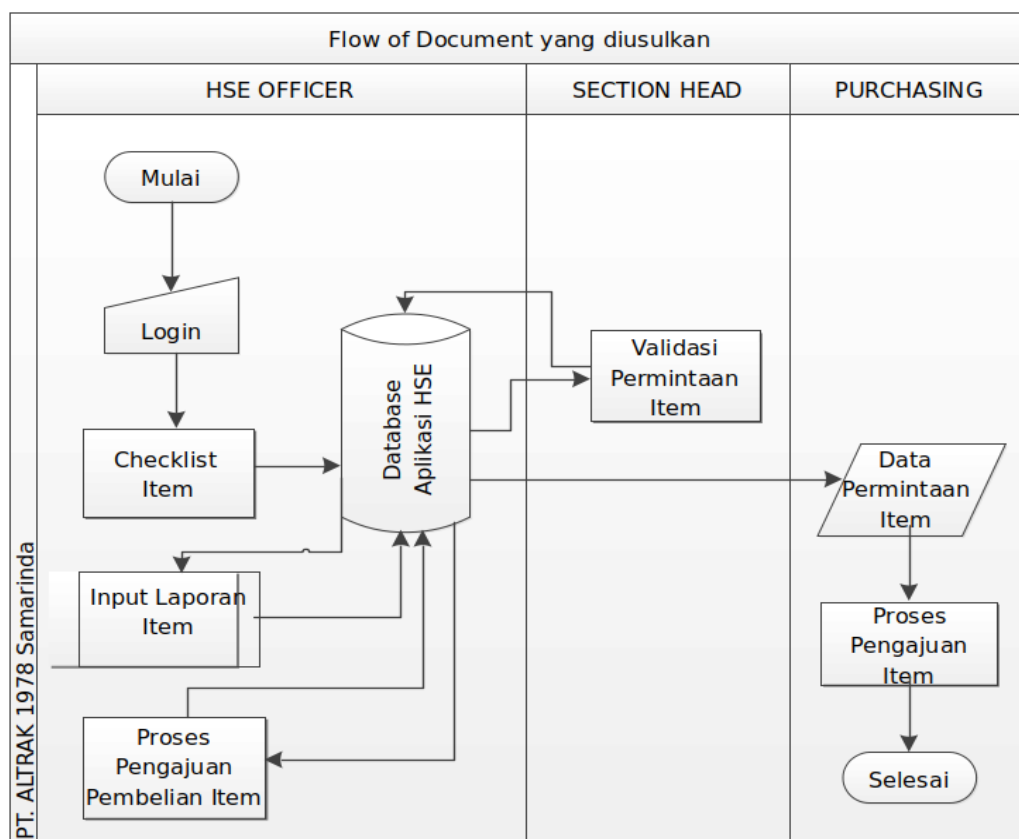 Flow of Document yang diusulkan
HSE OFFICER
SECTION HEAD
PURCHASING
PT. ALTRAK 1978 Samarinda
Mulai
Login
Checklist
Item
Database
Aplikasi HSE
Validasi
Permintaan
Item
Data
Permintaan
Item
Input Laporan
Item
Proses
Pengajuan
Item
Proses
Pengajuan
Pembelian Item
Selesai